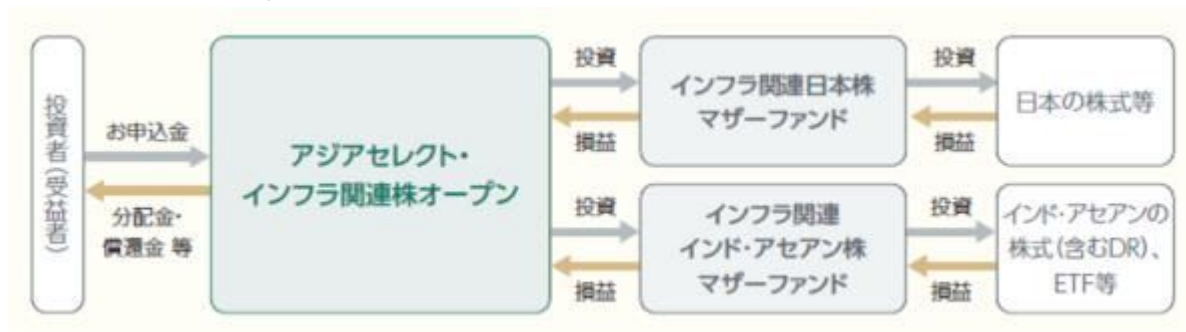 投資者(受益者)
お申込金
分配金・
償還金 等
アジアセレクト・
インフラ関連株オープン
投資
損益
インフラ関連日本株
マザーファンド
投資
損益
日本の株式等
投資
損益
インフラ関連
インド・アセアン株
マザーファンド
投資
損益
インド・アセアンの
株式(含むDR)、
ETF等